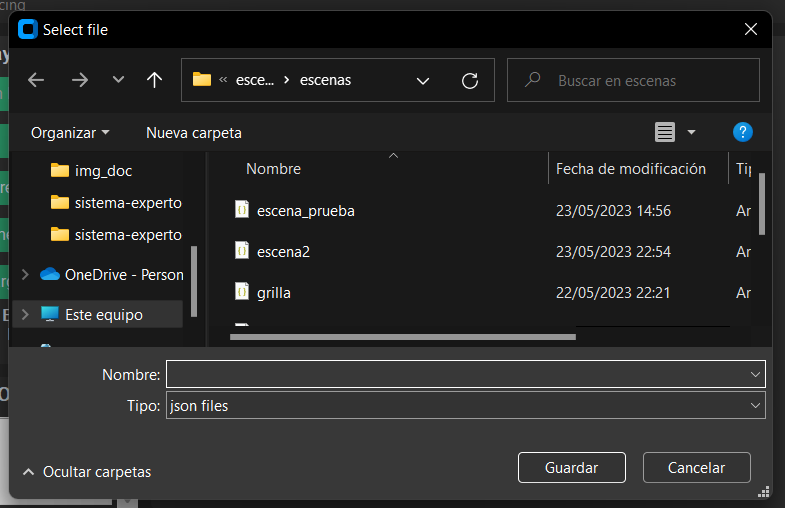 cing
Select file
« esce... › escenas
Buscar en escenas
Organizar
Nueva carpeta
?
img_doc
sistema-experto
sistema-experto
OneDrive - Person
Este equipo
Nombre
Fecha de modificación
escena_prueba
23/05/2023 14:56
Ar
escena2
23/05/2023 22:54
Ar
grilla
22/05/2023 22:21
Ar
Nombre:
Tipo:
json files
Ocultar carpetas
Guardar
Cancelar